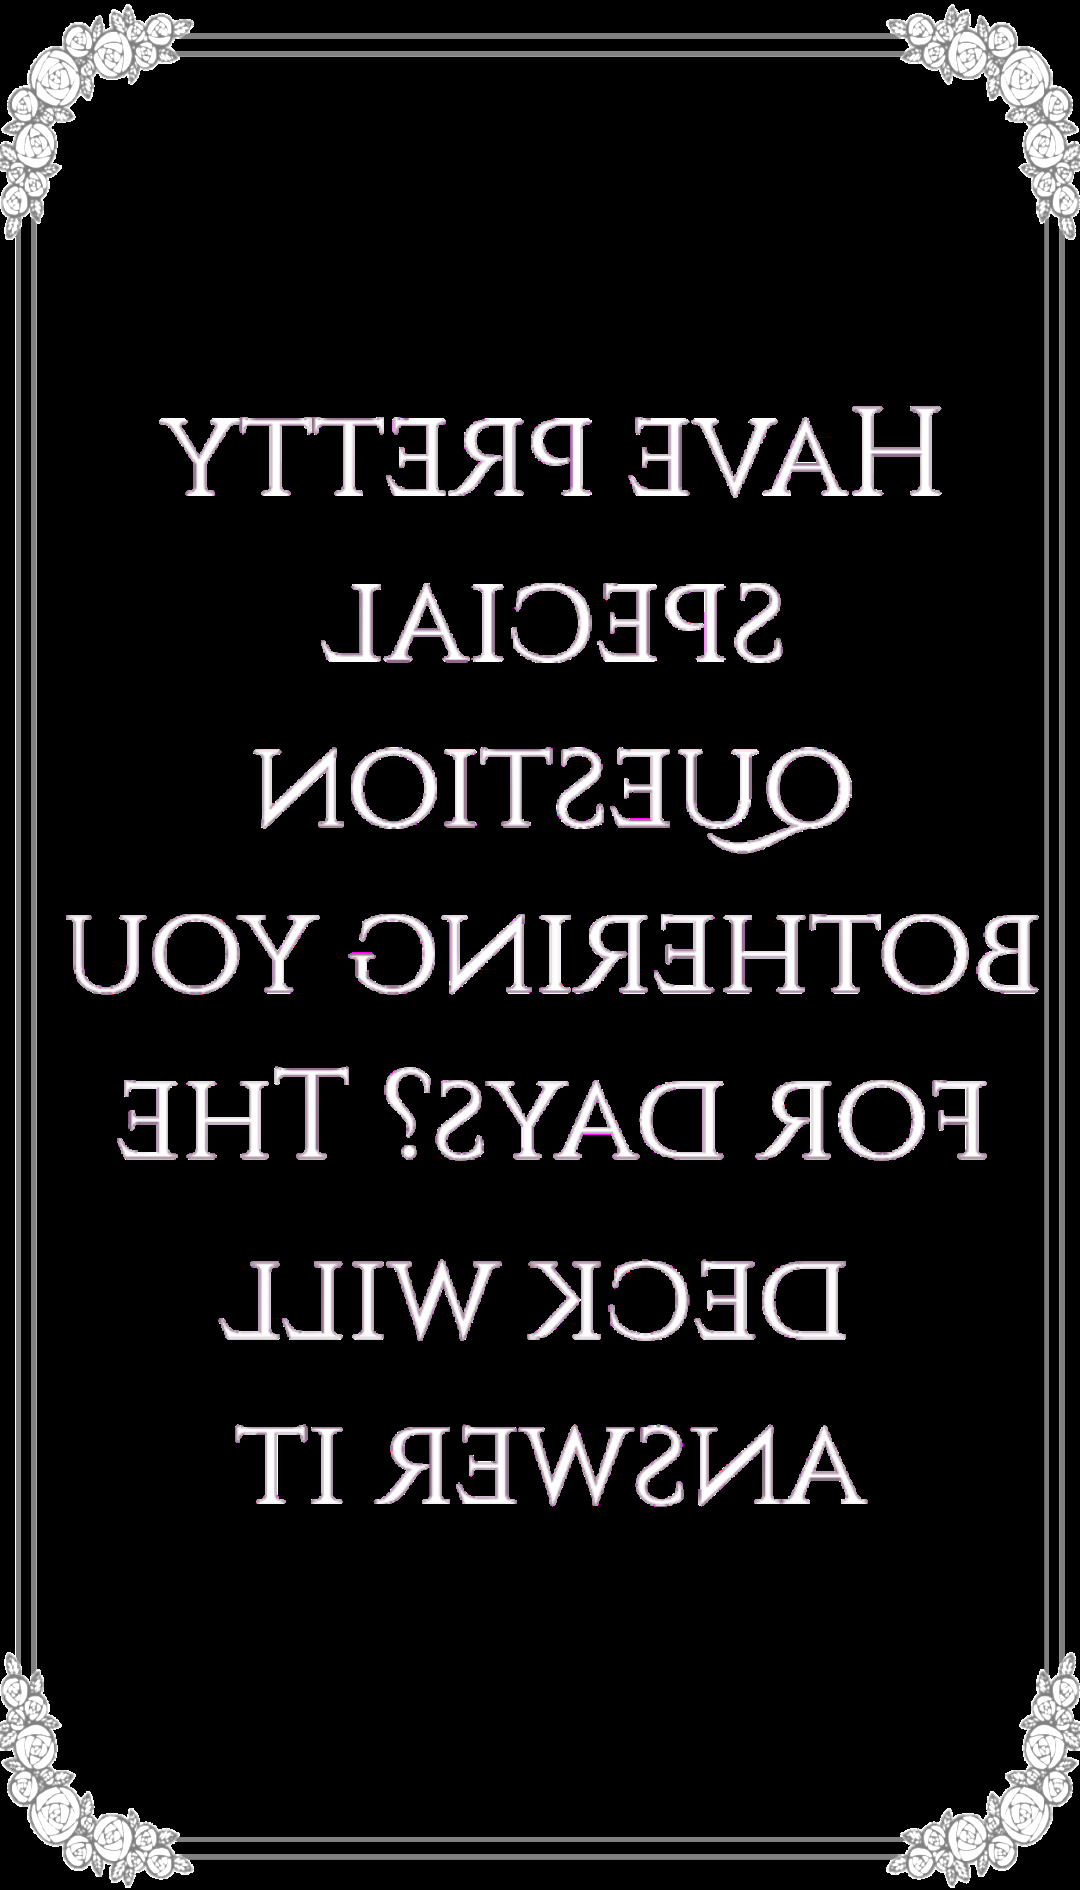 Have pretty
special
question
bothering you
for days? The
deck will
answer it